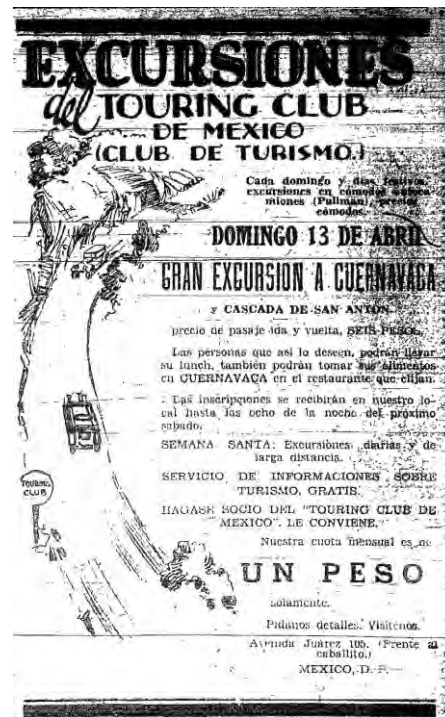 EXCURSIONES
del TOURING CLUB
DE MEXICO
(CLUB DE TURISMO.)
Cada domingo y días festivos,
excursiones en cómodos autoca
miones (Pullman), precios
cómodos.
DOMINGO 13 DE ABRIL
GRAN EXCURSION A CUERNAVACA
y CASCADA DE SAN ANTON
precio de pasaje ida y vuelta, SEIS PESOS.
Las personas que así lo deseen, podrán llevar
su lunch, también podrán tomar sus alimentos
en CUERNAVACA en el restaurante que elijan.
Las inscripciones se recibirán en nuestro lo-
cal hasta las ocho de la noche del próximo
sábado.
SEMANA SANTA: Excursiones diarias y de
larga distancia.
SERVICIO DE INFORMACIONES SOBRE
TURISMO, GRATIS.
HAGASE SOCIO DEL "TOURING CLUB DE
MEXICO". LE CONVIENE.
Nuestra cuota mensual es de
UN PESO
solamente.
Pídanos detalles. Visítenos.
Avenida Juárez 105. (Frente al
caballito.)
MEXICO, D. F.
TOURING
CLUB